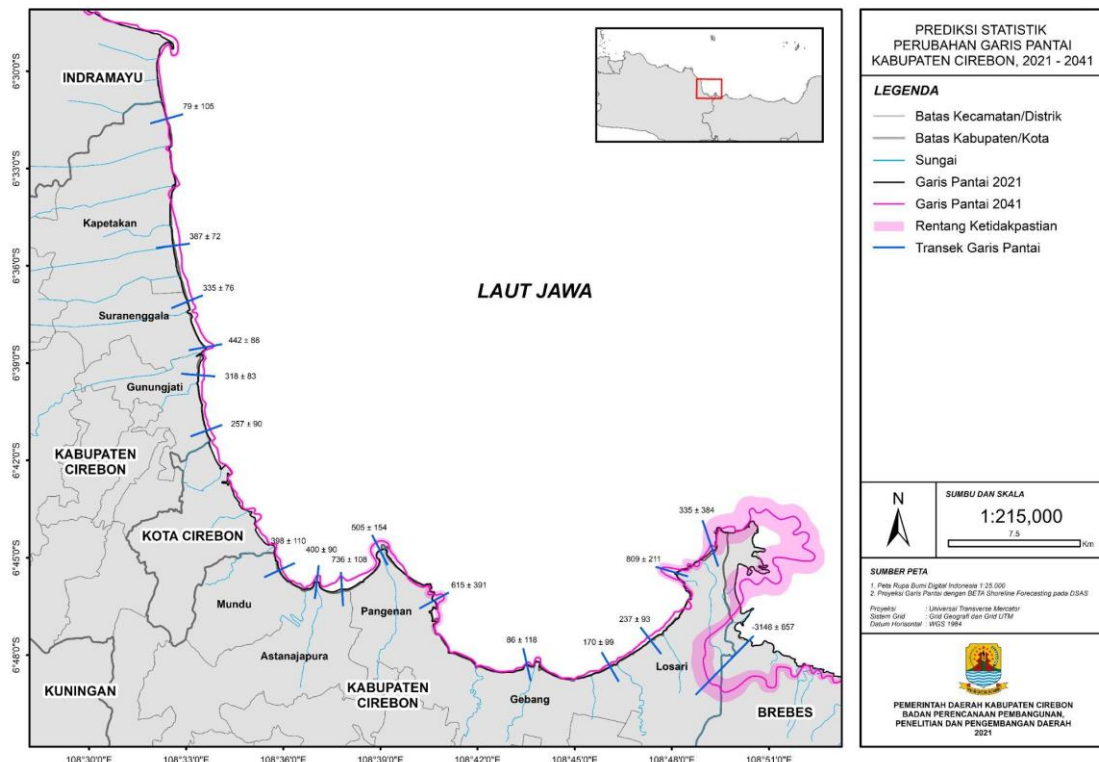 INDRAMAYU
79 ± 105
Kapetakan
387 ± 72
335 ± 76
Suranenggala
442 ± 88
318 ± 83
Gunungjati
257 ± 90
KABUPATEN
CIREBON
KOTA CIREBON
LAUT JAWA
398 ± 110
400 ± 90
736 ± 108
505 ± 154
615 ± 391
Mundu
Astanajapura
Pangenan
KABUPATEN
CIREBON
KUNINGAN
86 ± 118
Gebang
170 ± 99
237 ± 93
Losari
809 ± 211
335 ± 384
-3146 ± 657
BREBES
6°30'0"S
6°33'0"S
6°36'0"S
6°39'0"S
6°42'0"S
6°45'0"S
6°48'0"S
108°30'0"E
108°33'0"E
108°36'0"E
108°39'0"E
108°42'0"E
108°45'0"E
108°48'0"E
108°51'0"E
PREDIKSI STATISTIK
PERUBAHAN GARIS PANTAI
KABUPATEN CIREBON, 2021 - 2041
LEGENDA
Batas Kecamatan/Distrik
Batas Kabupaten/Kota
Sungai
Garis Pantai 2021
Garis Pantai 2041
Rentang Ketidakpastian
Transek Garis Pantai
N
SUMBU DAN SKALA
1:215,000
7.5
Km
SUMBER PETA
1. Peta Rupa Bumi Digital Indonesia 1:25.000
2. Proyeksi Garis Pantai dengan BETA Shoreline Forecasting pada DSAS
Proyeksi : Universal Transverse Mercator
Sistem Grid : Grid Geografi dan Grid UTM
Datum Horisontal : WGS 1984
PEMERINTAH DAERAH KABUPATEN CIREBON
BADAN PERENCANAAN PEMBANGUNAN,
PENELITIAN DAN PENGEMBANGAN DAERAH
2021